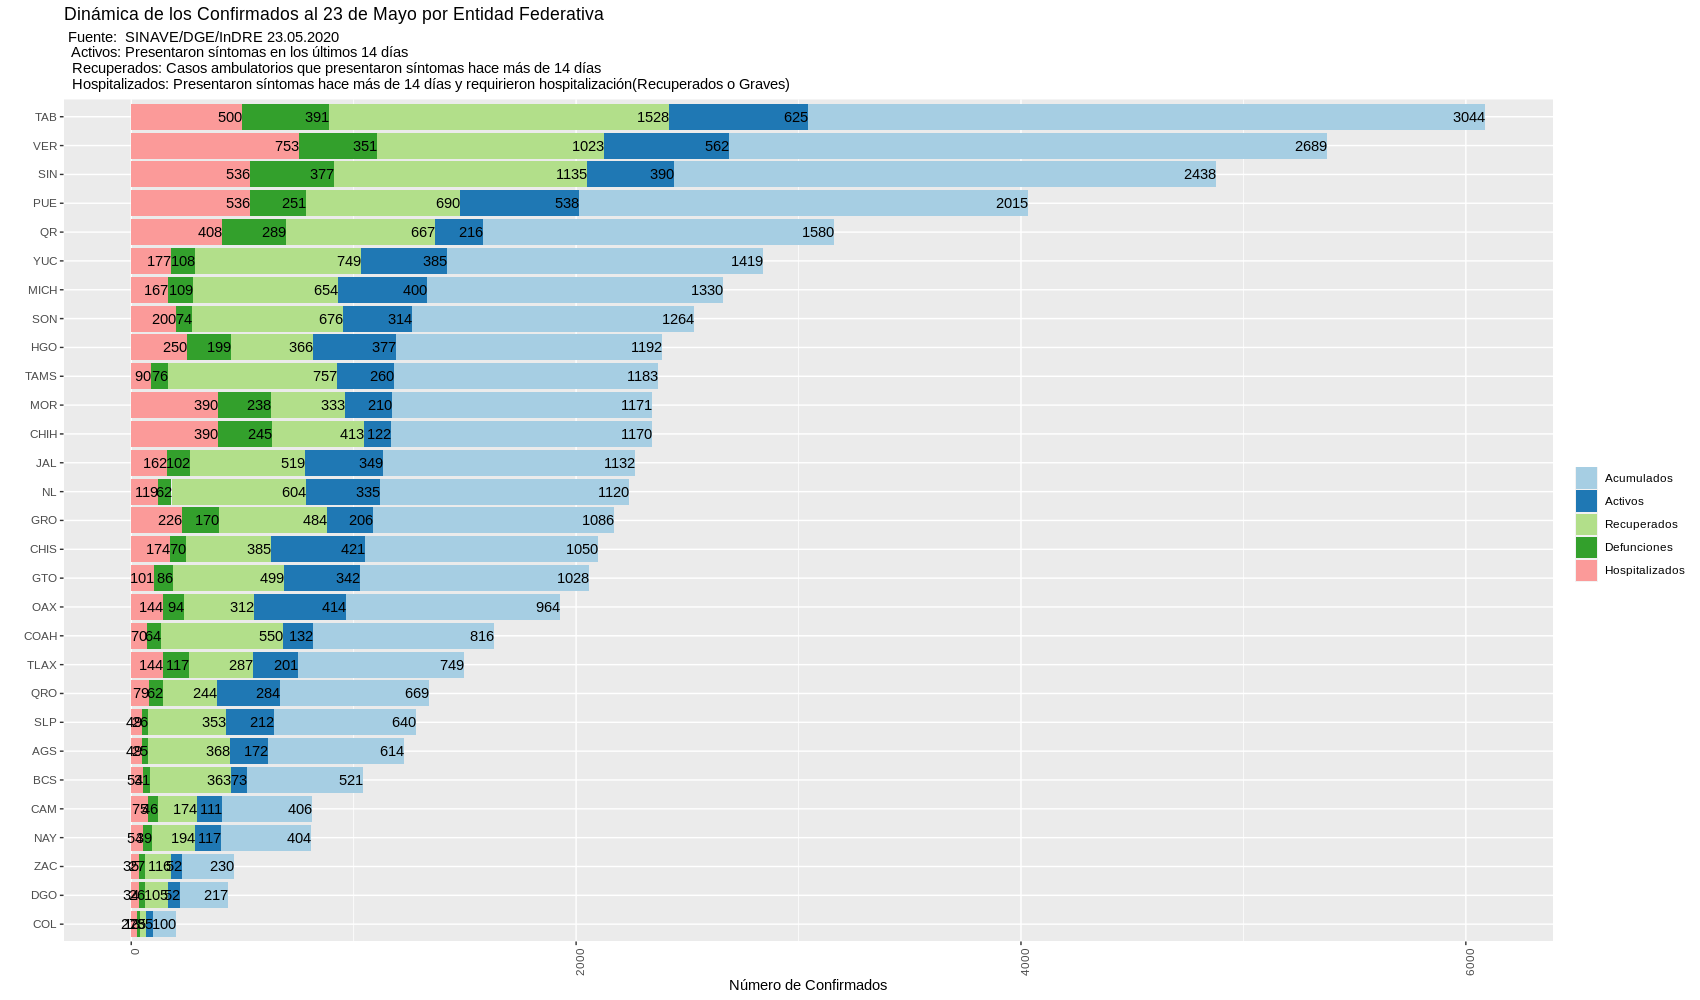 Dinámica de los Confirmados al 23 de Mayo por Entidad Federativa
Fuente:  SINAVE/DGE/InDRE 23.05.2020
Activos: Presentaron síntomas en los últimos 14 días
Recuperados: Casos ambulatorios que presentaron síntomas hace más de 14 días
Hospitalizados: Presentaron síntomas hace más de 14 días y requirieron hospitalización(Recuperados o Graves)
TAB 500 391 1528 625 3044
VER 753 351 1023 562 2689
SIN 536 377 1135 390 2438
PUE 536 251 690 538 2015
QR 408 289 667 216 1580
YUC 177 108 749 385 1419
MICH 167 109 654 400 1330
SON 200 74 676 314 1264
HGO 250 199 366 377 1192
TAMS 90 76 757 260 1183
MOR 390 238 333 210 1171
CHIH 390 245 413 122 1170
JAL 162 102 519 349 1132
NL 119 62 604 335 1120
GRO 226 170 484 206 1086
CHIS 174 70 385 421 1050
GTO 101 86 499 342 1028
OAX 144 94 312 414 964
COAH 70 64 550 132 816
TLAX 144 117 287 201 749
QRO 79 62 244 284 669
SLP 49 26 353 212 640
AGS 49 25 368 172 614
BCS 54 31 363 73 521
CAM 75 46 174 111 406
NAY 54 39 194 117 404
ZAC 35 27 116 52 230
DGO 34 26 105 52 217
COL 100
0 2000 4000 6000
Número de Confirmados
Acumulados
Activos
Recuperados
Defunciones
Hospitalizados